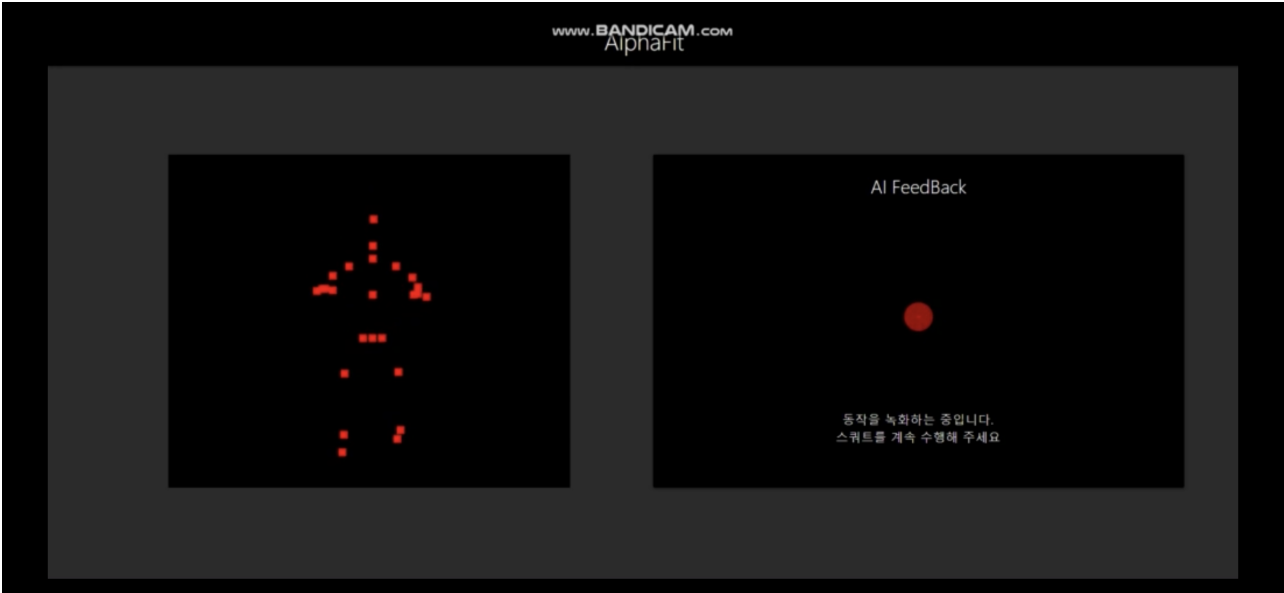 www.BANDICAM.com
AlphaFit
AI FeedBack
동작을 녹화하는 중입니다.
스쿼트를 계속 수행해 주세요